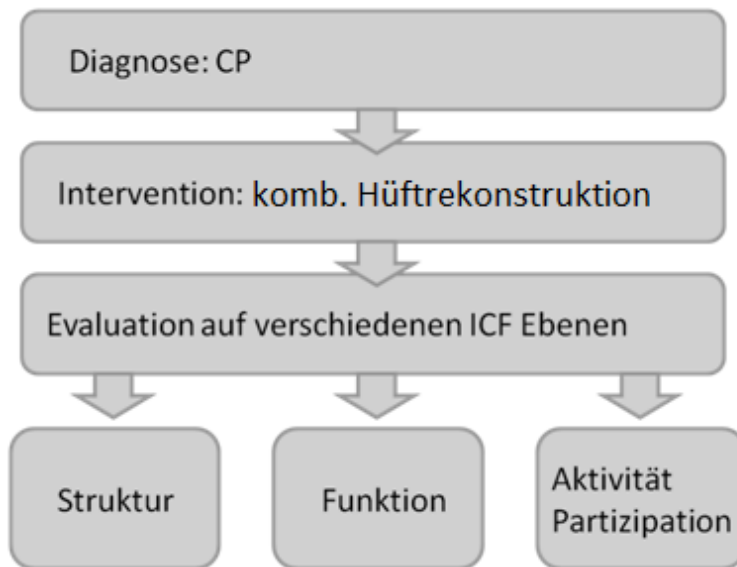 Diagnose: CP
Intervention: komb. Hüftrekonstruktion
Evaluation auf verschiedenen ICF Ebenen
Struktur
Funktion
Aktivität
Partizipation